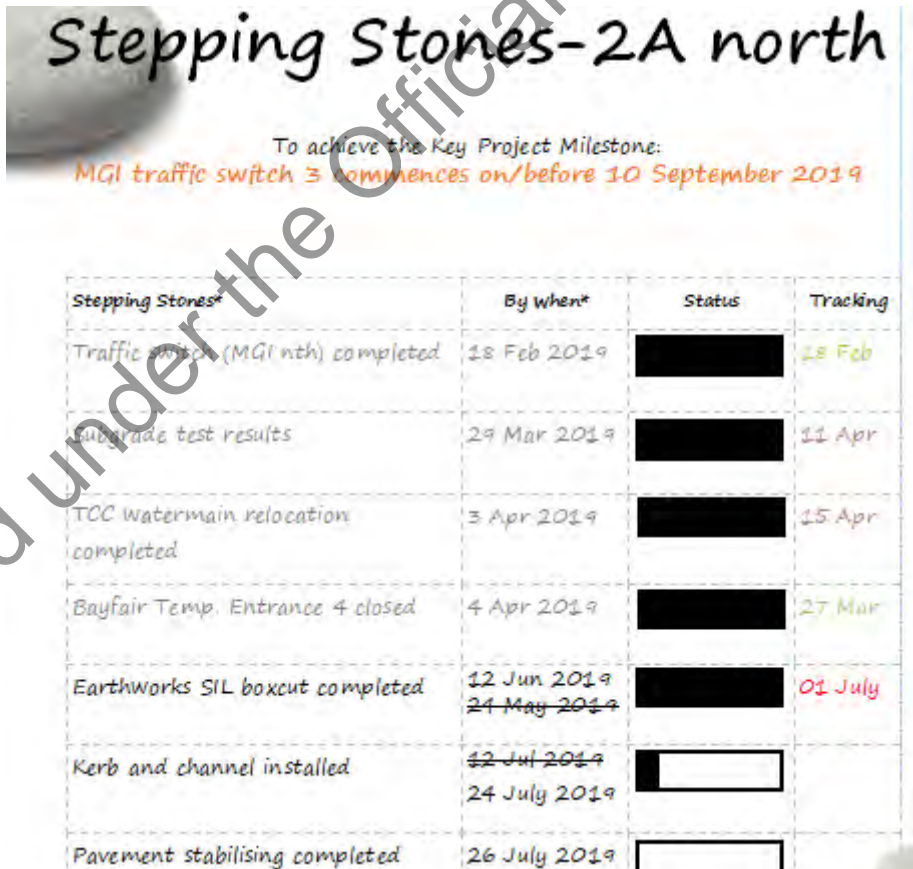 Stepping Stones-2A north
To achieve the Key Project Milestone:
MGI traffic switch 3 commences on/before 10 September 2019
Stepping Stones* By when* Status Tracking
Traffic switch (MGI nth) completed 18 Feb 2019 18 Feb
Subgrade test results 29 Mar 2019 11 Apr
TCC watermain relocation completed 3 Apr 2019 15 Apr
Bayfair Temp. Entrance 4 closed 4 Apr 2019 27 Mar
Earthworks SIL boxcut completed 12 Jun 2019 01 July
24 May 2019
Kerb and channel installed 12 Jul 2019
24 July 2019
Pavement stabilising completed 26 July 2019
under the Official